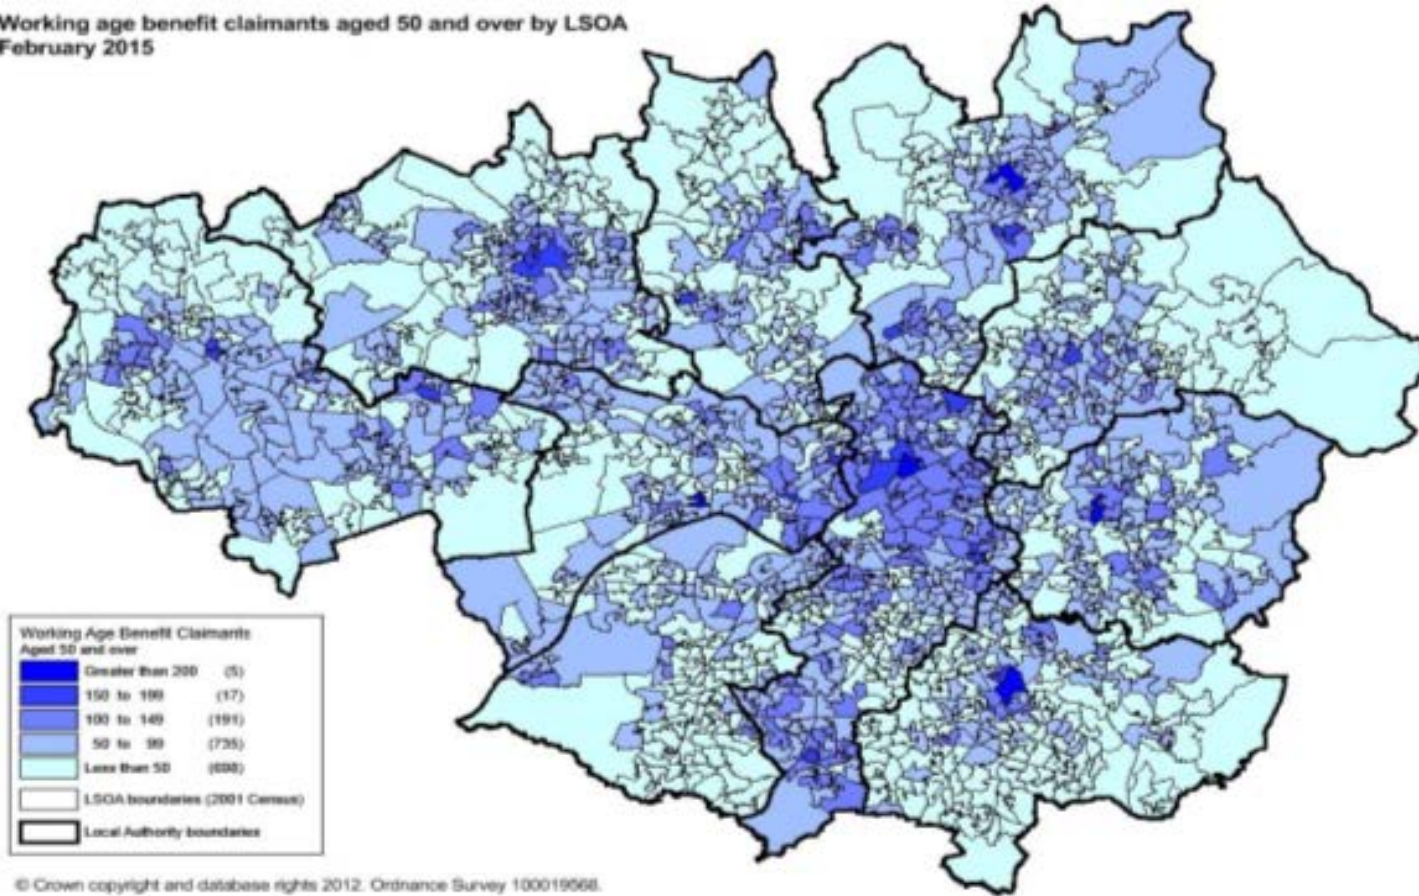 Working age benefit claimants aged 50 and over by LSOA
February 2015
Working Age Benefit Claimants
Aged 50 and over
Greater than 200 (5)
150 to 199 (17)
100 to 149 (191)
50 to 99 (735)
Less than 50
LSOA boundaries (2001 Census)
Local Authority boundaries
© Crown copyright and database rights 2012. Ordnance Survey 100019568.